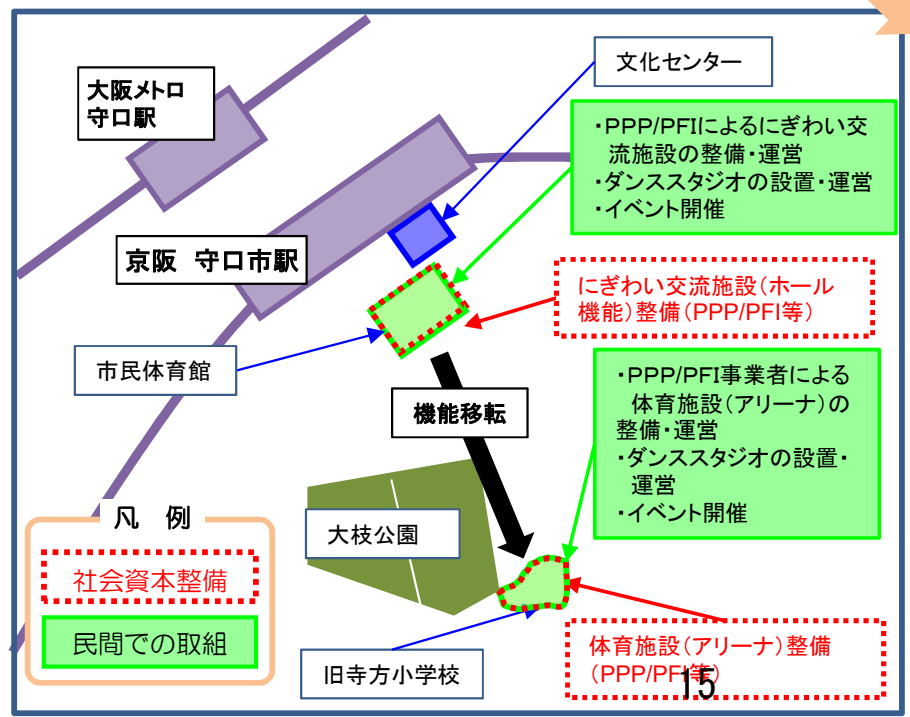 文化センター
大阪メトロ
守口駅
・PPP/PFIによるにぎわい交
流施設の整備・運営
・ダンススタジオの設置・運営
・イベント開催
京阪 守口市駅
にぎわい交流施設(ホール
機能)整備(PPP/PFI等)
市民体育館
・PPP/PFI事業者による
体育施設(アリーナ)の
整備・運営
・ダンススタジオの設置・
運営
・イベント開催
機能移転
大枝公園
凡 例
社会資本整備
民間での取組
旧寺方小学校
体育施設(アリーナ)整備
(PPP/PFI等)
15